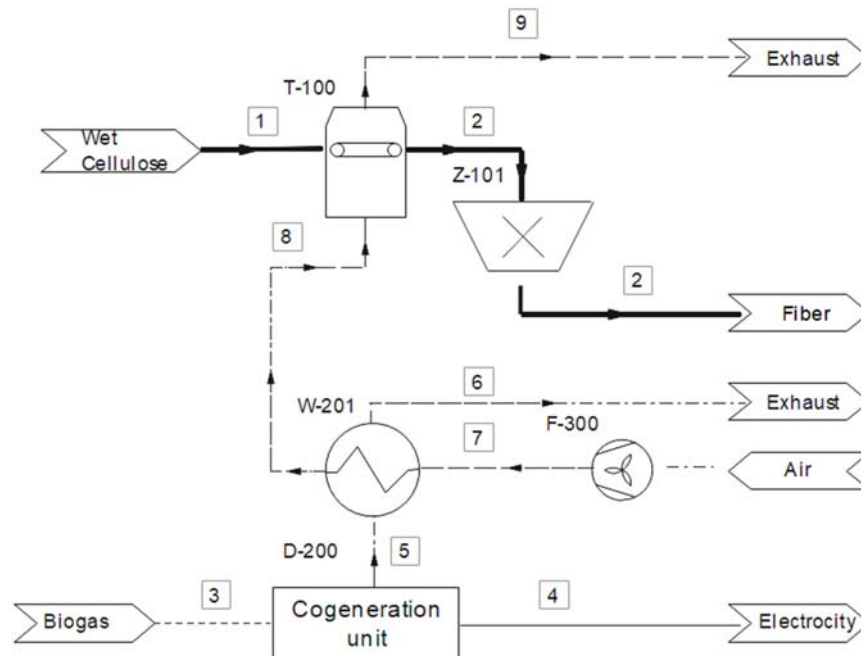 9
Exhaust
T-100
1
2
Wet
Cellulose
Z-101
8
2
Fiber
6
W-201
F-300
Exhaust
7
Air
D-200
5
3
4
Biogas
Cogeneration
unit
Electrocity